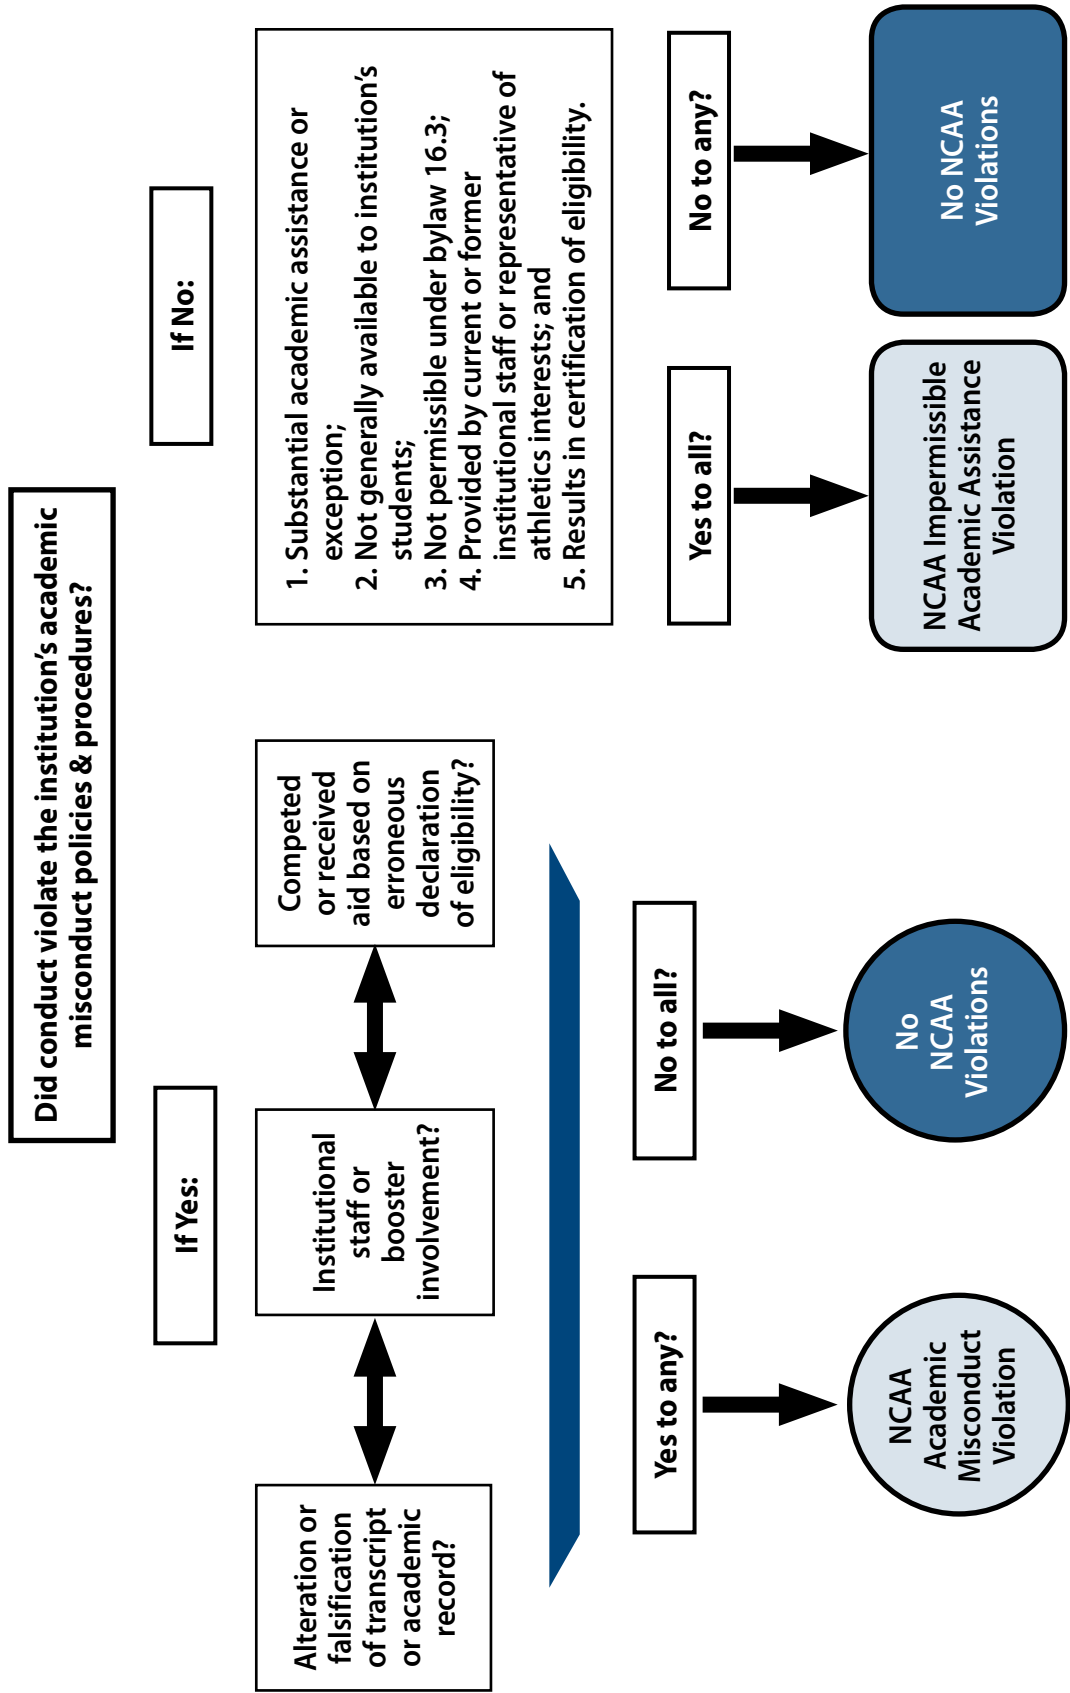 Did conduct violate the institution’s academic
misconduct policies & procedures?
If Yes:
Alteration or
falsification
of transcript
or academic
record?
Institutional
staff or
booster
involvement?
Competed
or received
aid based on
erroneous
declaration
of eligibility?
Yes to any?
NCAA
Academic
Misconduct
Violation
No to all?
No
NCAA
Violations
If No:
1. Substantial academic assistance or
exception;
2. Not generally available to institution’s
students;
3. Not permissible under bylaw 16.3;
4. Provided by current or former
institutional staff or representative of
athletics interests; and
5. Results in certification of eligibility.
Yes to all?
NCAA Impermissible
Academic Assistance
Violation
No to any?
No NCAA
Violations